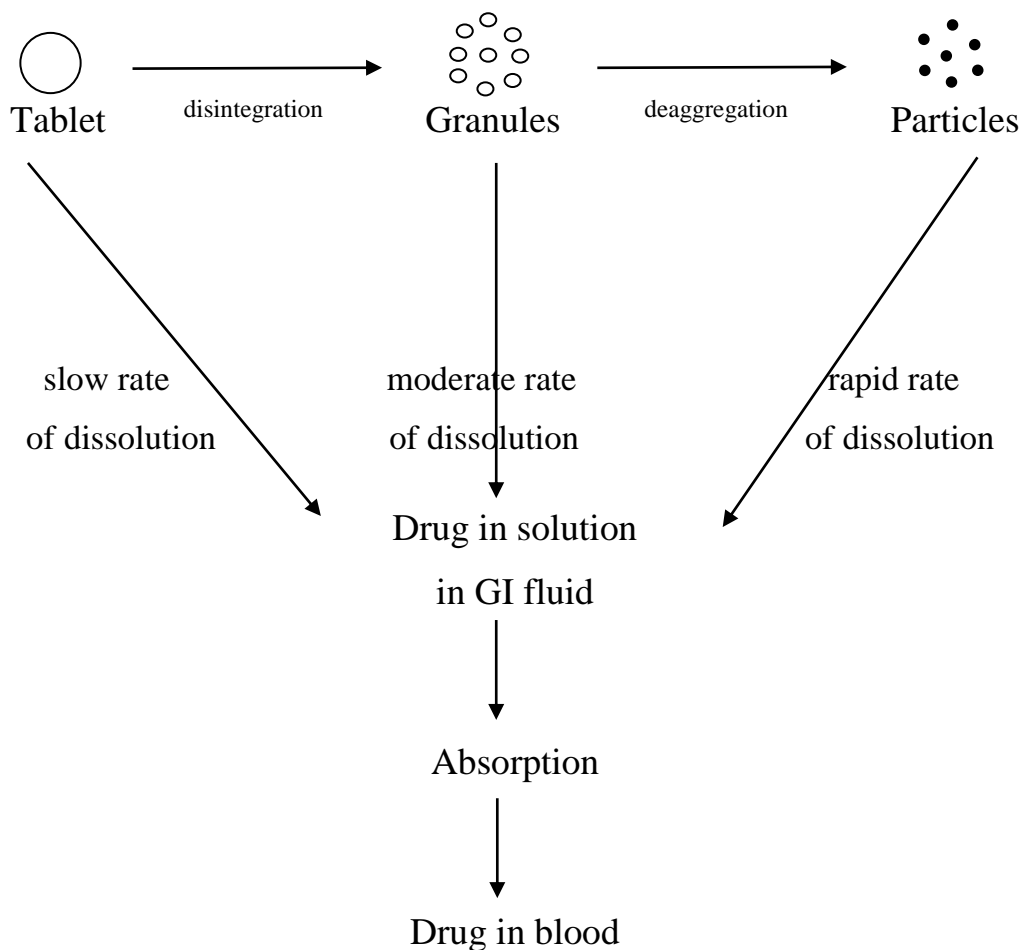 Tablet
disintegration
Granules
deaggregation
Particles
slow rate
of dissolution
moderate rate
of dissolution
rapid rate
of dissolution
Drug in solution
in GI fluid
Absorption
Drug in blood